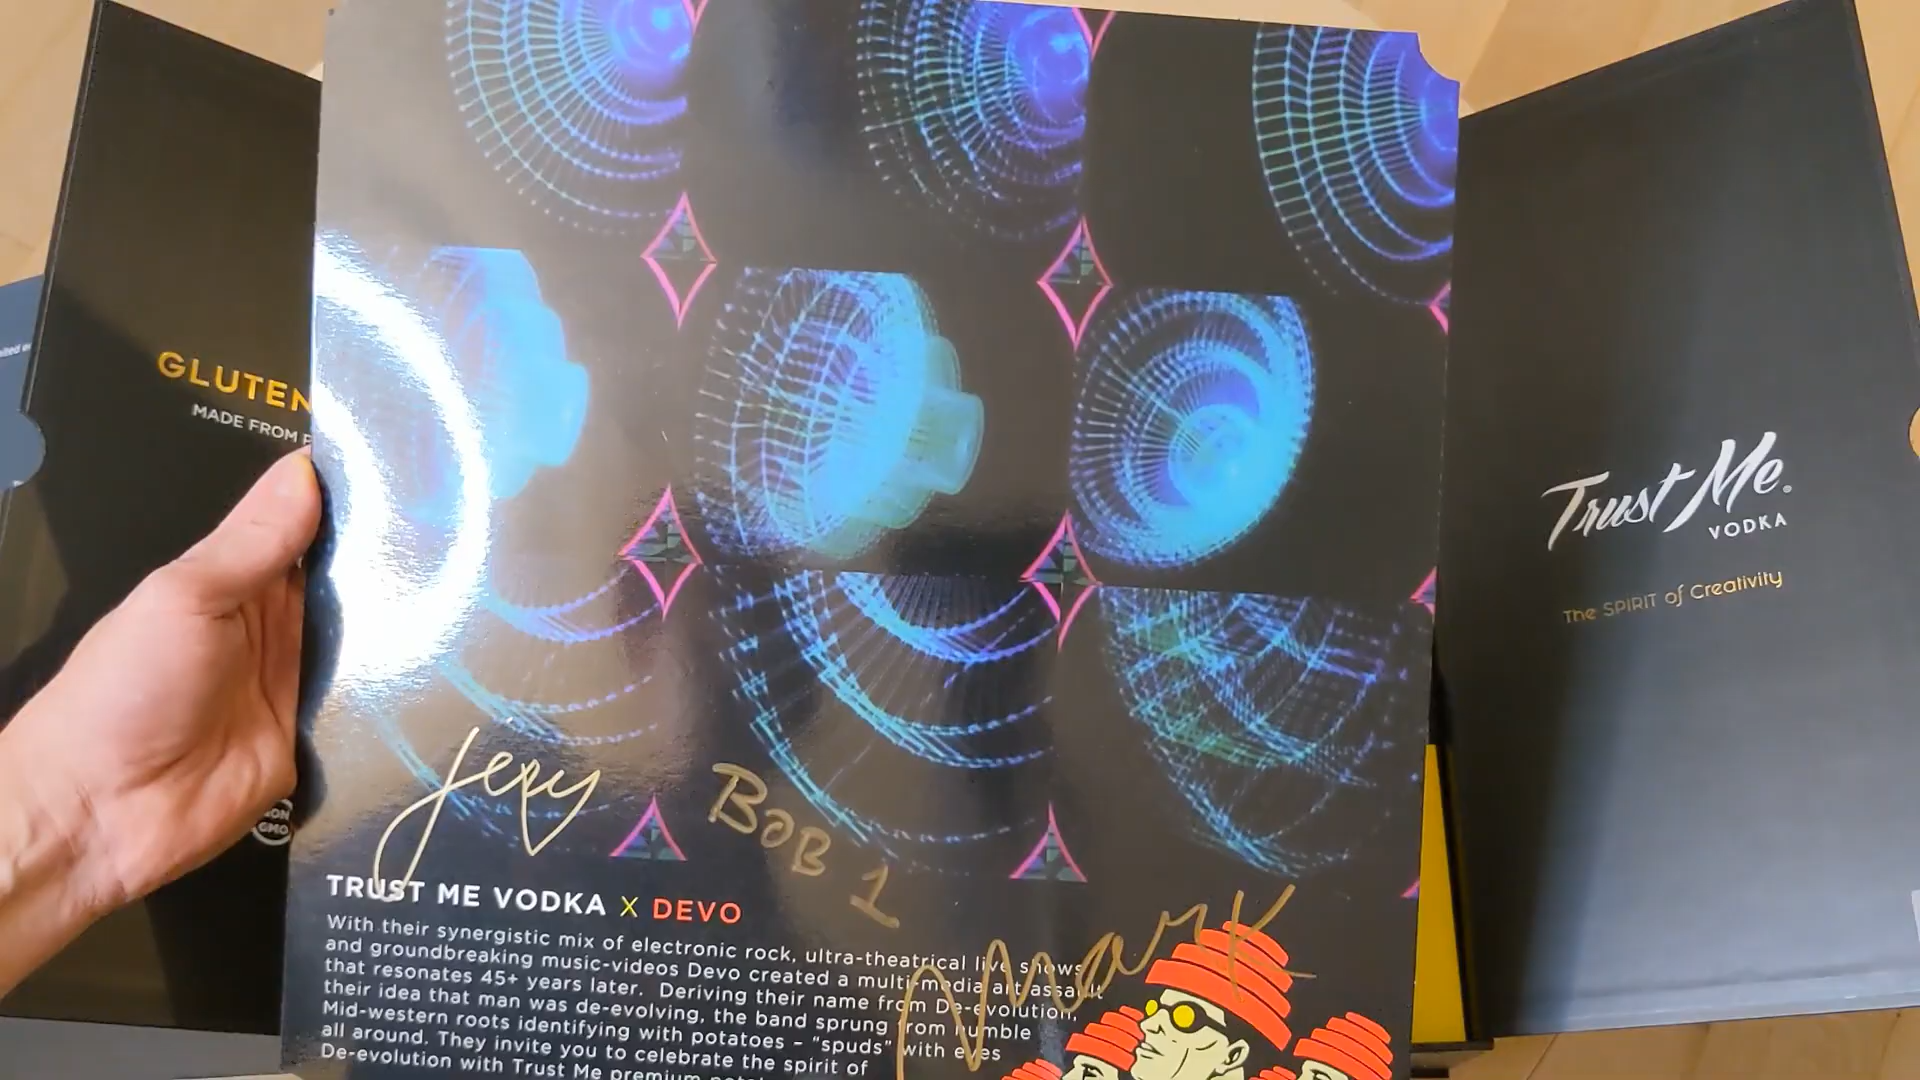 GLUTEN
MADE FROM
NON
GMO
Trust Me.
VODKA
The SPIRIT of Creativity
Jerry
BOB 1
Mark
TRUST ME VODKA X DEVO
With their synergistic mix of electronic rock, ultra-theatrical live shows
and groundbreaking music-videos Devo created a multi-media art assault
that resonates 45+ years later. Deriving their name from De-evolution,
their idea that man was de-evolving, the band sprung from humble
Mid-western roots identifying with potatoes – "spuds" with eyes
all around. They invite you to celebrate the spirit of
De-evolution with Trust Me premium